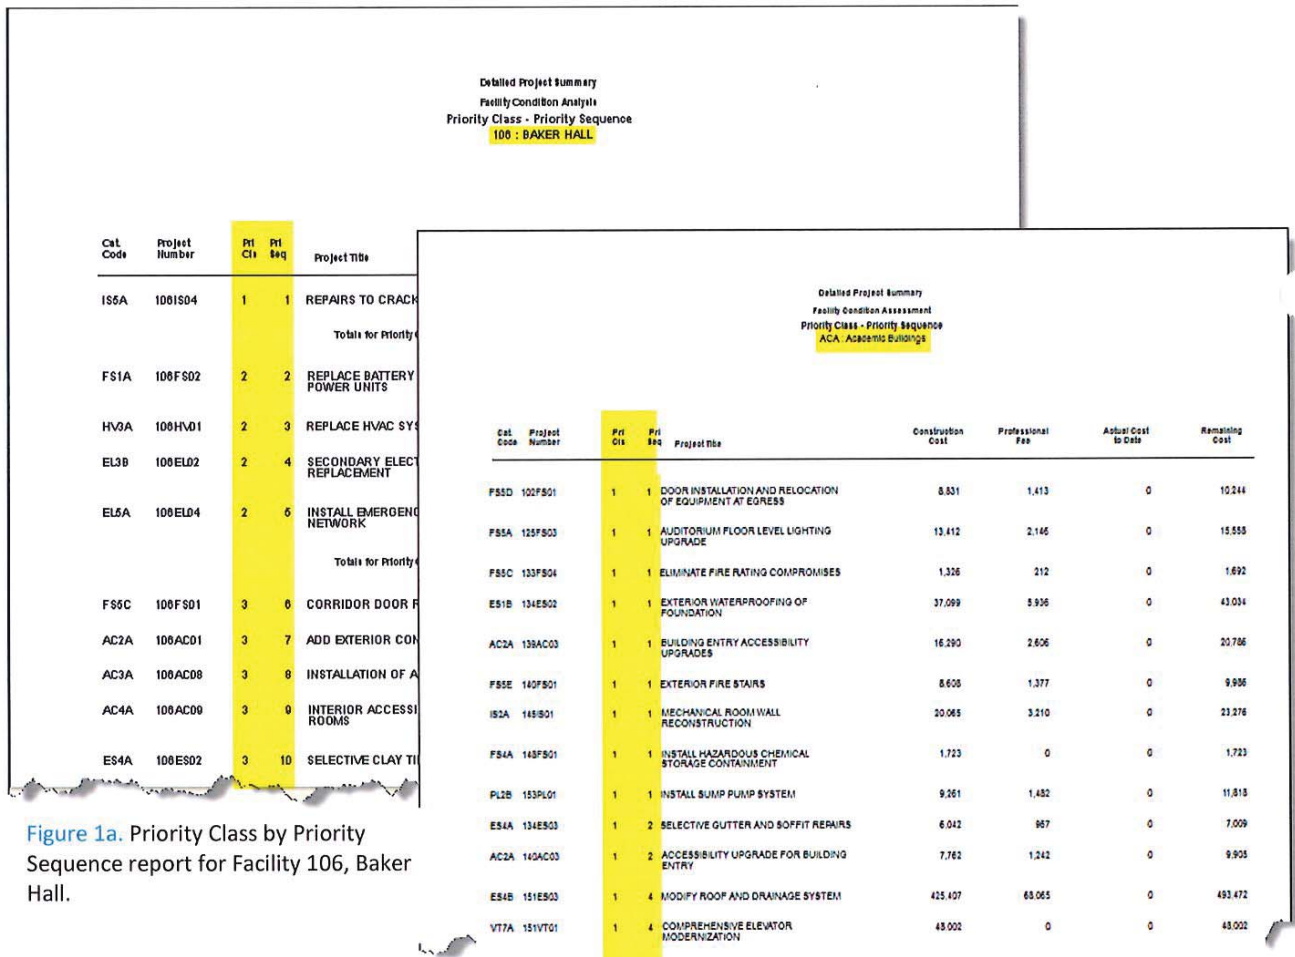 Detailed Project Summary
Facility Condition Analysis
Priority Class - Priority Sequence
106 : BAKER HALL
Cat. Code Project Number Pri Cls Pri Seq Project Title
IS5A 106IS04 1 1 REPAIRS TO CRACK
Totals for Priority
FS1A 106FS02 2 2 REPLACE BATTERY
POWER UNITS
HV3A 106HV01 2 3 REPLACE HVAC SYS
EL3B 106EL02 2 4 SECONDARY ELECT
REPLACEMENT
EL5A 106EL04 2 5 INSTALL EMERGENC
NETWORK
Totals for Priority
FS5C 106FS01 3 6 CORRIDOR DOOR
AC2A 106AC01 3 7 ADD EXTERIOR CON
AC3A 106AC08 3 8 INSTALLATION OF A
AC4A 106AC09 3 9 INTERIOR ACCESSI
ROOMS
ES4A 106ES02 3 10 SELECTIVE CLAY TI
Figure 1a. Priority Class by Priority
Sequence report for Facility 106, Baker
Hall.
Detailed Project Summary
Facility Condition Assessment
Priority Class - Priority Sequence
ACA : Academic Buildings
Cat. Code Project Number Pri Cls Pri Seq Project Title Construction Cost Professional Fee Actual Cost to Date Remaining Cost
FS5D 102FS01 1 1 DOOR INSTALLATION AND RELOCATION 8,831 1,413 0 10,244
OF EQUIPMENT AT EGRESS
FS5A 125FS03 1 1 AUDITORIUM FLOOR LEVEL LIGHTING 13,412 2,146 0 15,558
UPGRADE
FS5C 133FS04 1 1 ELIMINATE FIRE RATING COMPROMISES 1,326 212 0 1,692
ES1B 134ES02 1 1 EXTERIOR WATERPROOFING OF 37,099 5,936 0 43,034
FOUNDATION
AC2A 139AC03 1 1 BUILDING ENTRY ACCESSIBILITY 16,290 2,606 0 20,786
UPGRADES
FS5E 140FS01 1 1 EXTERIOR FIRE STAIRS 8,608 1,377 0 9,986
IS2A 145IS01 1 1 MECHANICAL ROOM WALL 20,065 3,210 0 23,276
RECONSTRUCTION
FS4A 148FS01 1 1 INSTALL HAZARDOUS CHEMICAL 1,723 0 0 1,723
STORAGE CONTAINMENT
PL2B 153PL01 1 1 INSTALL SUMP PUMP SYSTEM 9,261 1,482 0 11,818
ES4A 134ES03 1 2 SELECTIVE GUTTER AND SOFFIT REPAIRS 6,042 967 0 7,009
AC2A 140AC03 1 2 ACCESSIBILITY UPGRADE FOR BUILDING 7,762 1,242 0 9,905
ENTRY
ES4B 151ES03 1 4 MODIFY ROOF AND DRAINAGE SYSTEM 425,407 68,065 0 493,472
VT7A 151VT01 1 4 COMPREHENSIVE ELEVATOR 48,002 0 0 48,002
MODERNIZATION